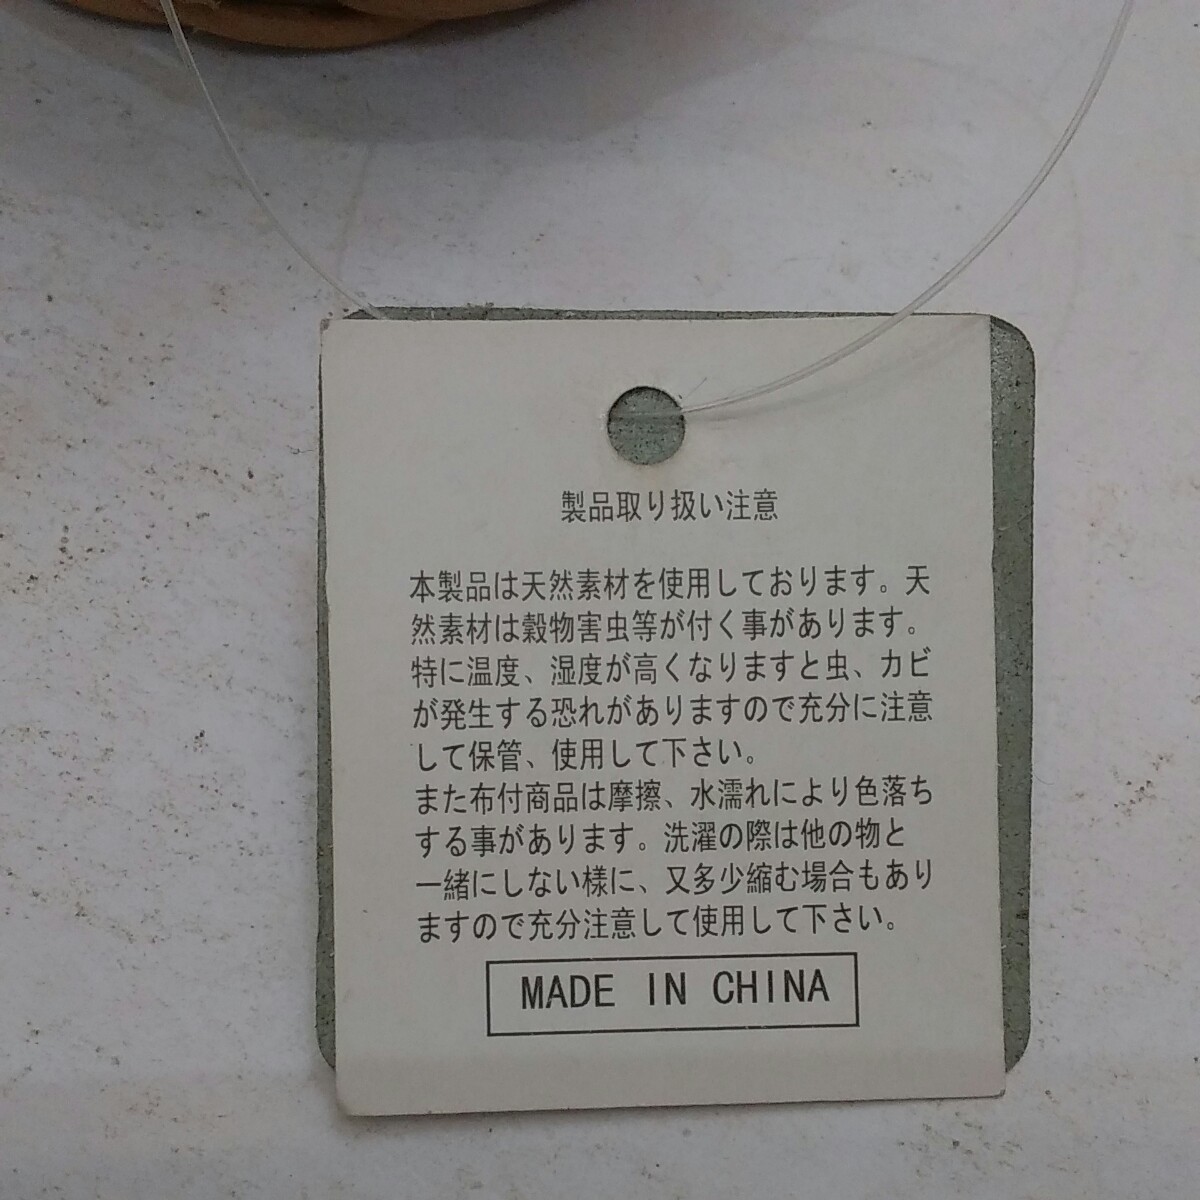 製品取り扱い注意
本製品は天然素材を使用しております。天
然素材は穀物害虫等が付く事があります。
特に温度、湿度が高くなりますと虫、カビ
が発生する恐れがありますので充分に注意
して保管、使用して下さい。
また布付商品は摩擦、水濡れにより色落ち
する事があります。洗濯の際は他の物と
一緒にしない様に、又多少縮む場合もあり
ますので充分注意して使用して下さい。
MADE IN CHINA